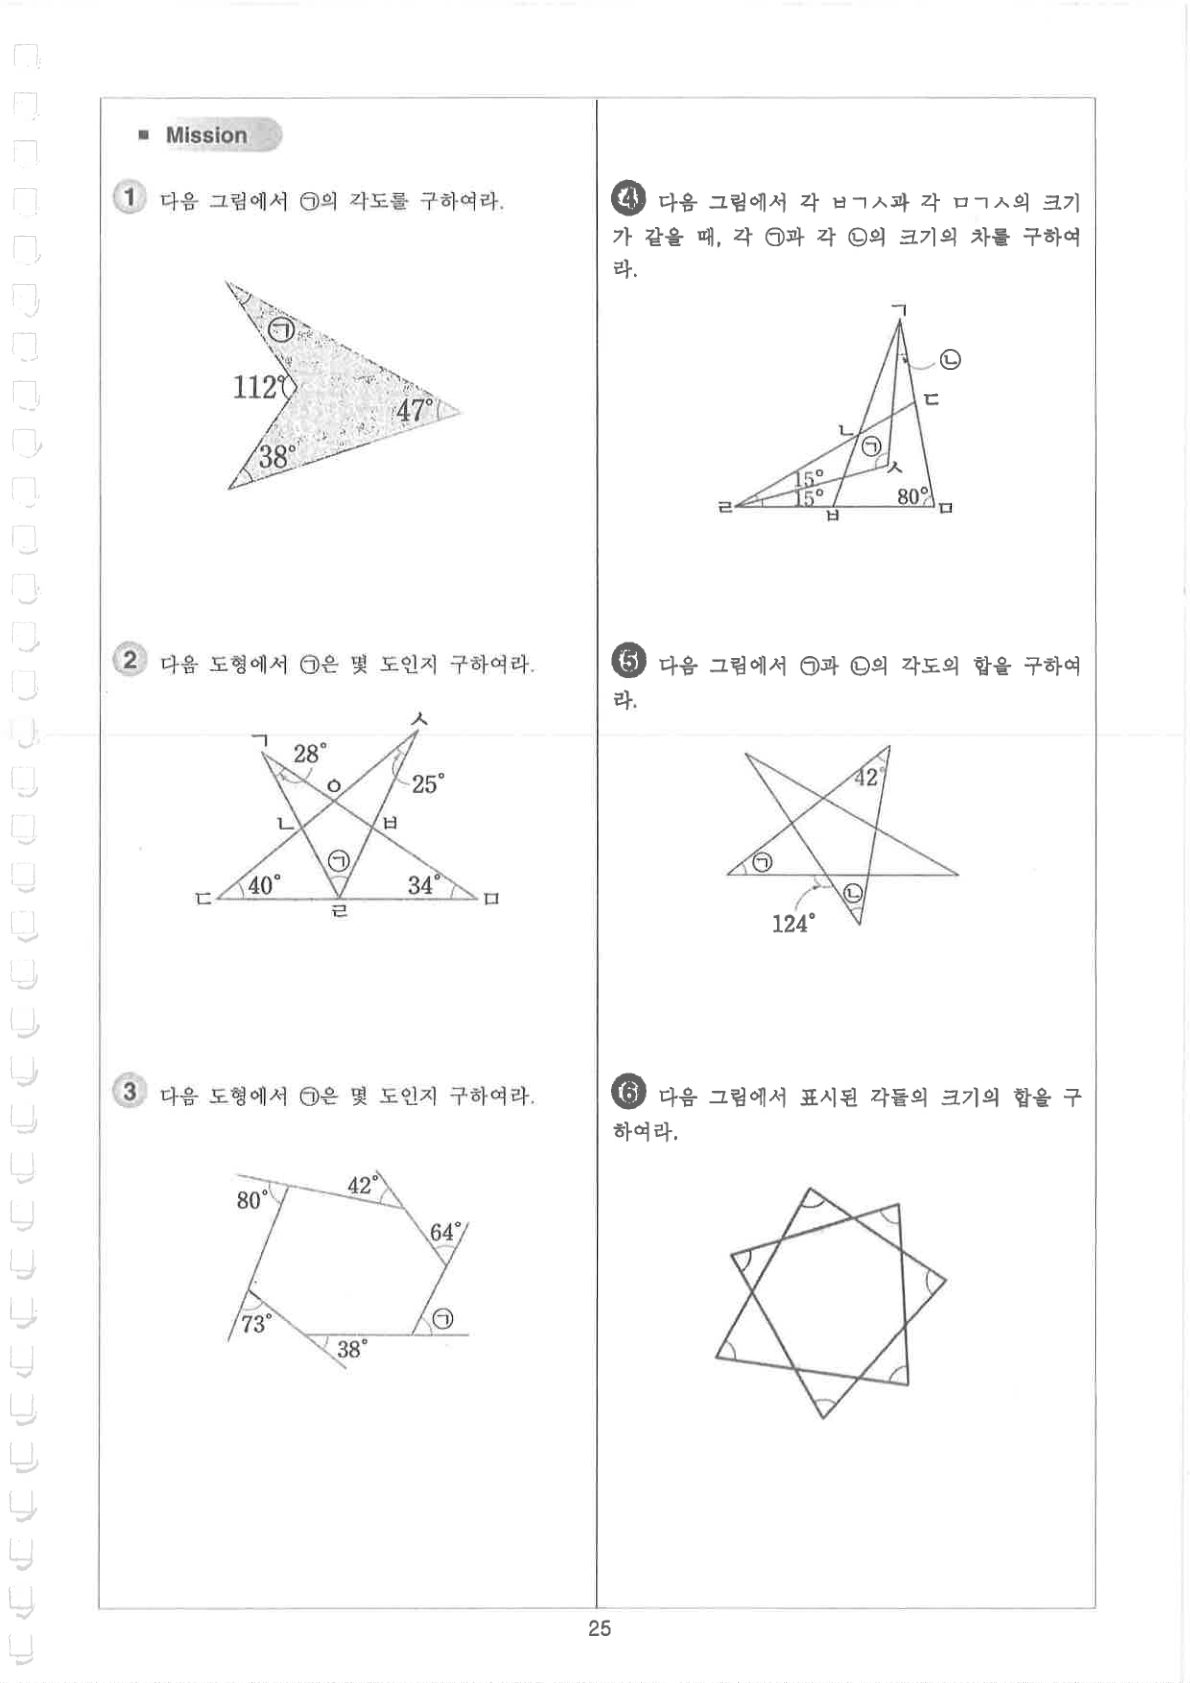 ▪ Mission
1 다음 그림에서 ㉠의 각도를 구하여라.
㉠
112°
47°
38°
2 다음 도형에서 ㉠은 몇 도인지 구하여라.
ㅅ
ㄱ
28°
25°
ㅇ
ㄴ
ㅂ
㉠
40°
34°
ㄷ
ㄹ
ㅁ
3 다음 도형에서 ㉠은 몇 도인지 구하여라.
80°
42°
64°
73°
㉠
38°
4 다음 그림에서 각 ㅂㄱㅅ과 각 ㅁㄱㅅ의 크기
가 같을 때, 각 ㉠과 각 ㉡의 크기의 차를 구하여
라.
ㄱ
㉡
ㄷ
ㄴ
㉠
ㅅ
15°
15°
80°
ㄹ
ㅂ
ㅁ
5 다음 그림에서 ㉠과 ㉡의 각도의 합을 구하여
라.
42°
㉠
㉡
124°
6 다음 그림에서 표시된 각들의 크기의 합을 구
하여라.
25